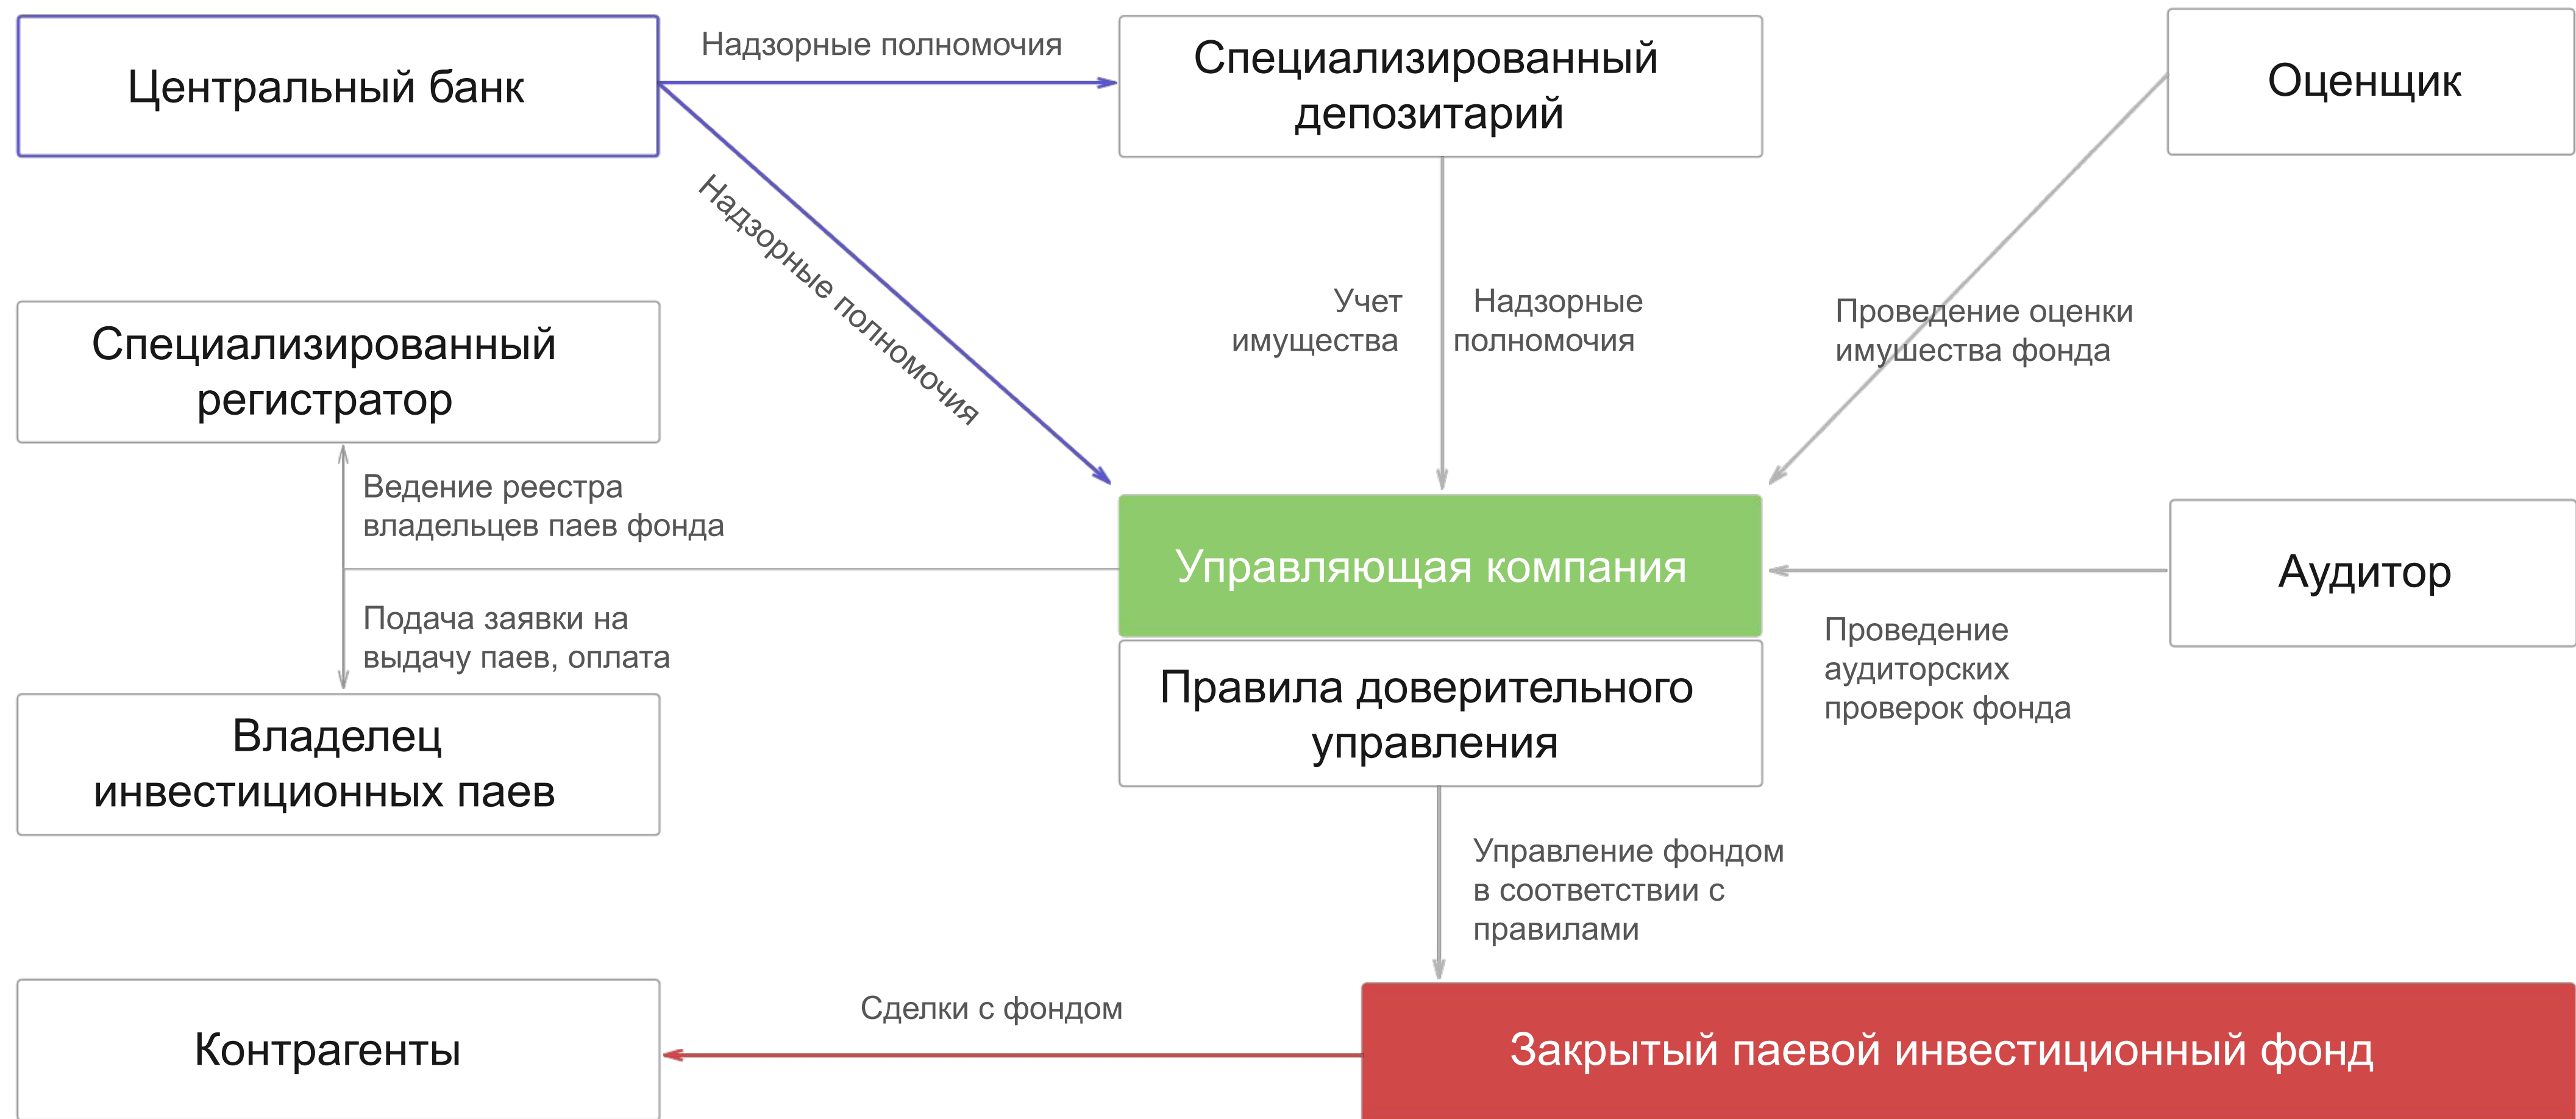 Центральный банк
Надзорные полномочия
Специализированный
депозитарий
Оценщик
Надзорные полномочия
Учет
имущества
Надзорные
полномочия
Проведение оценки
имушества фонда
Специализированный
регистратор
Ведение реестра
владельцев паев фонда
Управляющая компания
Аудитор
Подача заявки на
выдачу паев, оплата
Проведение
аудиторских
проверок фонда
Правила доверительного
управления
Владелец
инвестиционных паев
Управление фондом
в соответствии с
правилами
Контрагенты
Сделки с фондом
Закрытый паевой инвестиционный фонд